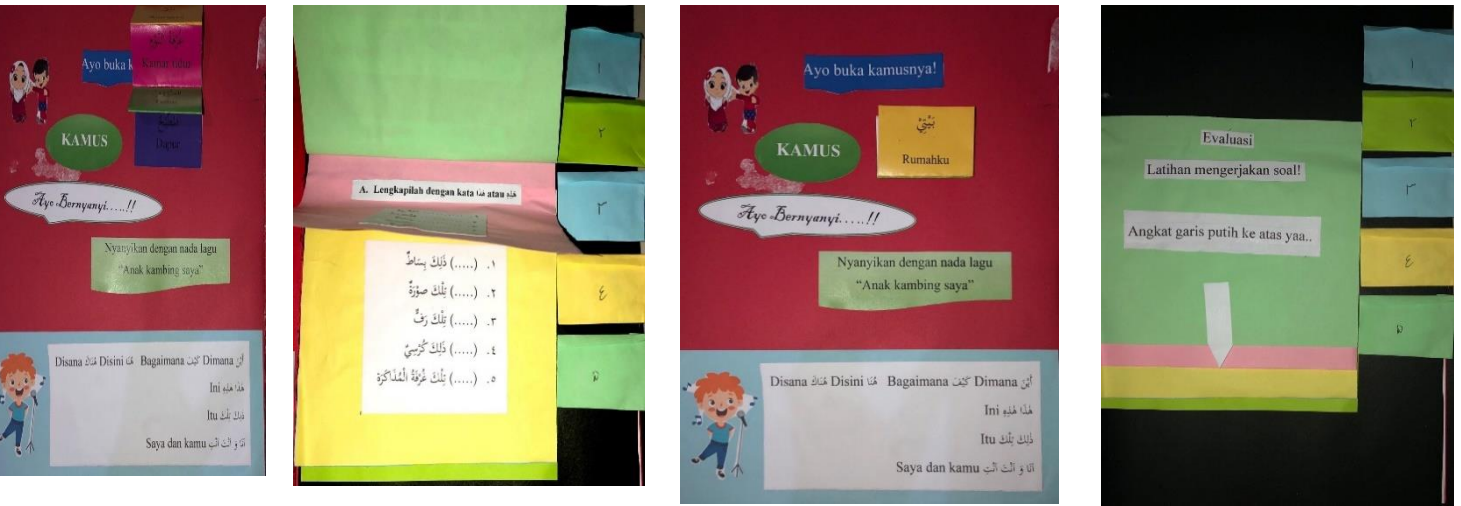 Ayo buka k
Kamar tidur
KAMUS
Dapur
Ayo Bernyanyi.....!!
Nyanyikan dengan nada lagu
“Anak kambing saya”
Disana هُنَاكَ Disini هُنَا Bagaimana كَيْفَ Dimana أَيْنَ
Ini هٰذَا هٰذِهِ
Itu ذٰلِكَ تِلْكَ
Saya dan kamu أَنَا وَ أَنْتَ أَنْتِ
A. Lengkapilah dengan kata هٰذَا atau هٰذِهِ
١. (.....) ذَلِكَ بِسَاطٌ
٢. (.....) تِلْكَ صُوْرَةٌ
٣. (.....) تِلْكَ رَفٌّ
٤. (.....) ذَلِكَ كُرْسِيٌّ
٥. (.....) تِلْكَ غُرْفَةُ الْمُذَاكَرَة
١
٢
٣
٤
٥
Ayo buka kamusnya!
بَيْتِيْ
Rumahku
KAMUS
Ayo Bernyanyi.....!!
Nyanyikan dengan nada lagu
“Anak kambing saya”
Disana هُنَاكَ Disini هُنَا Bagaimana كَيْفَ Dimana أَيْنَ
Ini هٰذَا هٰذِهِ
Itu ذٰلِكَ تِلْكَ
Saya dan kamu أَنَا وَ أَنْتَ أَنْتِ
Evaluasi
Latihan mengerjakan soal!
Angkat garis putih ke atas yaa..
١
٢
٣
٤
٥